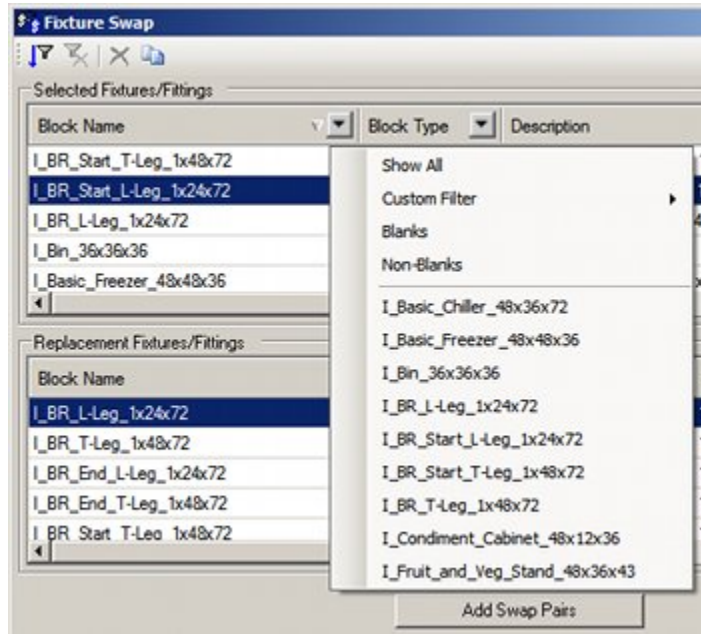 Fixture Swap
Selected Fixtures/Fittings
Block Name Block Type Description
I_BR_Start_T-Leg_1x48x72
I_BR_Start_L-Leg_1x24x72
I_BR_L-Leg_1x24x72
I_Bin_36x36x36
I_Basic_Freezer_48x48x36
Show All
Custom Filter
Blanks
Non-Blanks
I_Basic_Chiller_48x36x72
I_Basic_Freezer_48x48x36
I_Bin_36x36x36
I_BR_L-Leg_1x24x72
I_BR_Start_L-Leg_1x24x72
I_BR_Start_T-Leg_1x48x72
I_BR_T-Leg_1x48x72
I_Condiment_Cabinet_48x12x36
I_Fruit_and_Veg_Stand_48x36x43
Replacement Fixtures/Fittings
Block Name
I_BR_L-Leg_1x24x72
I_BR_T-Leg_1x48x72
I_BR_End_L-Leg_1x24x72
I_BR_End_T-Leg_1x48x72
I_BR_Start_T-Leg_1x48x72
Add Swap Pairs